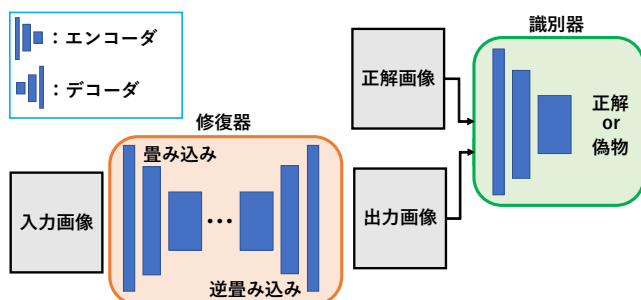 ：エンコーダ
：デコーダ
修復器
畳み込み
入力画像
…
逆畳み込み
正解画像
出力画像
識別器
正解
or
偽物